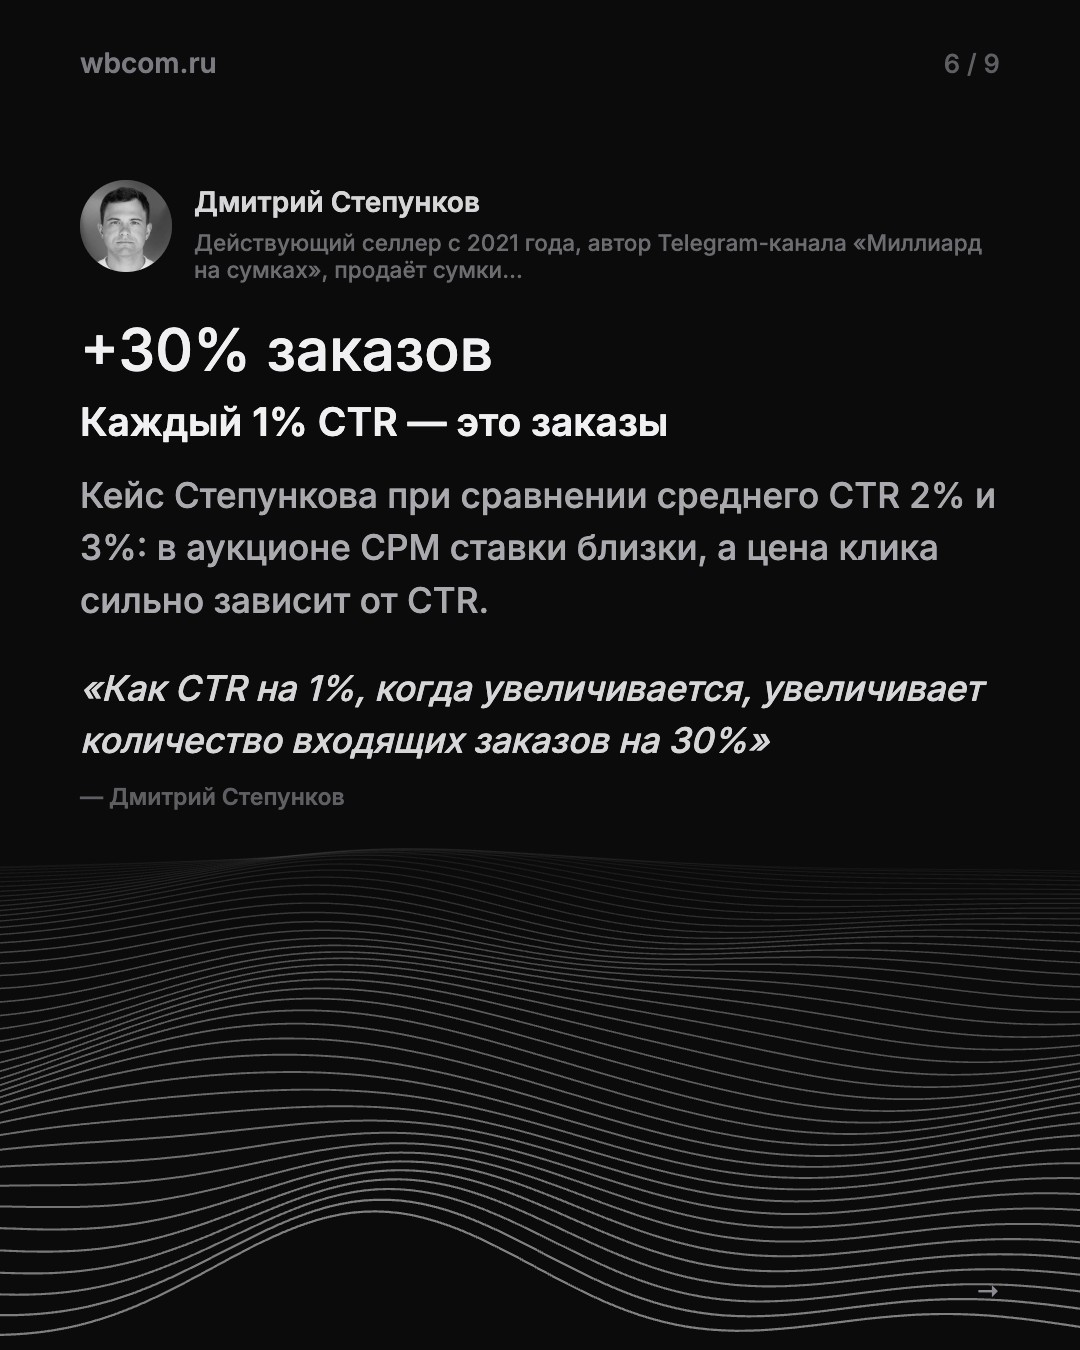 wbcom.ru
6 / 9
Дмитрий Степунков
Действующий селлер с 2021 года, автор Telegram-канала «Миллиард
на сумках», продаёт сумки...
+30% заказов
Каждый 1% CTR — это заказы
Кейс Степункова при сравнении среднего CTR 2% и
3%: в аукционе CPM ставки близки, а цена клика
сильно зависит от CTR.
«Как CTR на 1%, когда увеличивается, увеличивает
количество входящих заказов на 30%»
— Дмитрий Степунков
→